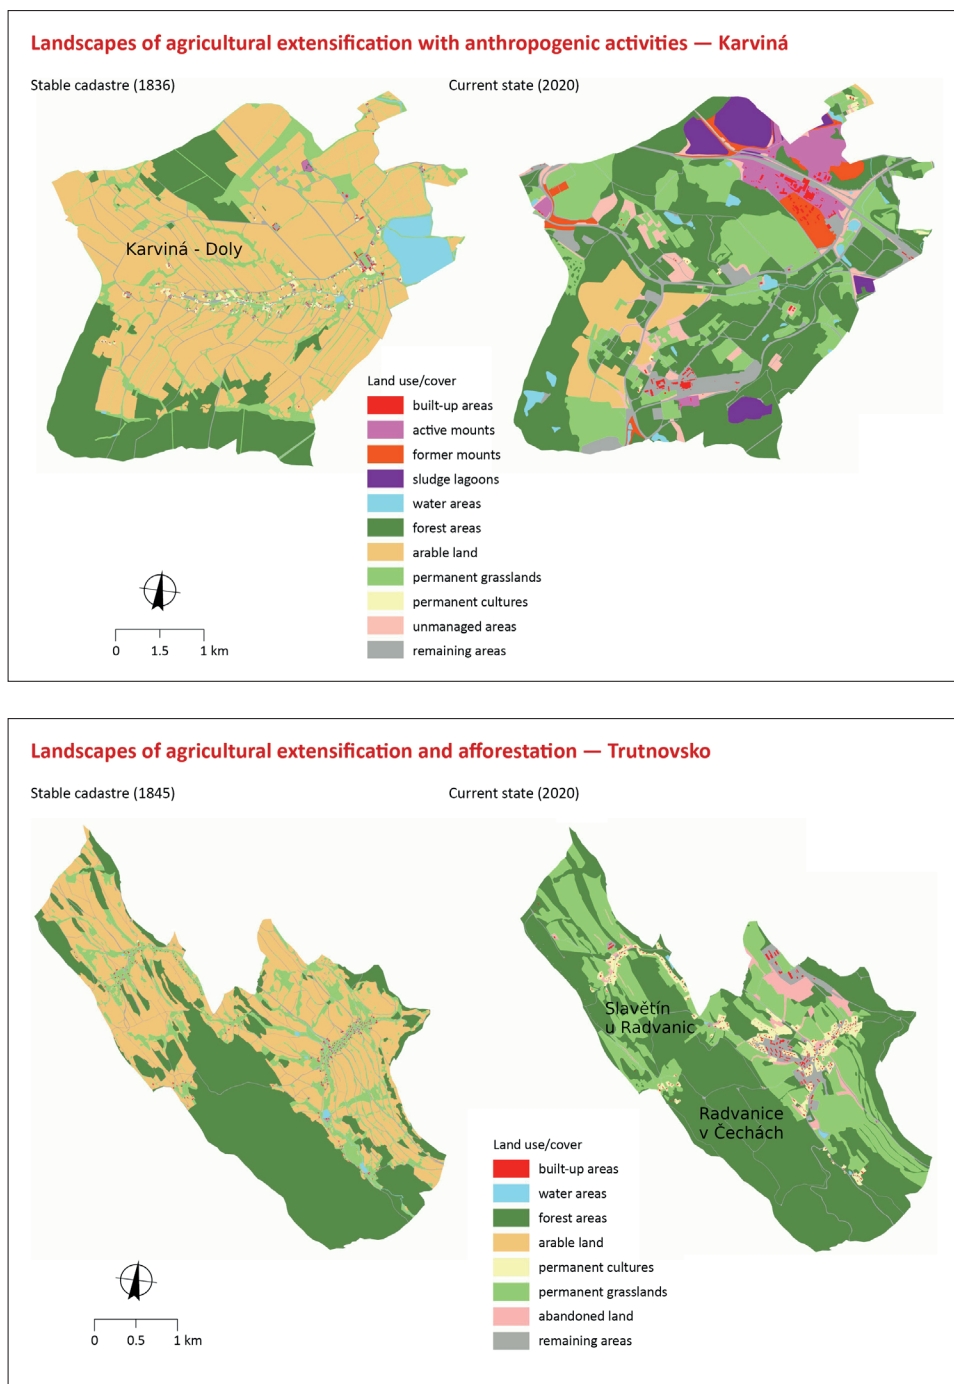 Landscapes of agricultural extensification with anthropogenic activities — Karviná
Stable cadastre (1836)
Current state (2020)
Karviná - Doly
Land use/cover
built-up areas
active mounts
former mounts
sludge lagoons
water areas
forest areas
arable land
permanent grasslands
permanent cultures
unmanaged areas
remaining areas
0 1.5 1 km
Landscapes of agricultural extensification and afforestation — Trutnovsko
Stable cadastre (1845)
Current state (2020)
Slavětín
u Radvanic
Radvanice
v Čechách
Land use/cover
built-up areas
water areas
forest areas
arable land
permanent cultures
permanent grasslands
abandoned land
remaining areas
0 0.5 1 km